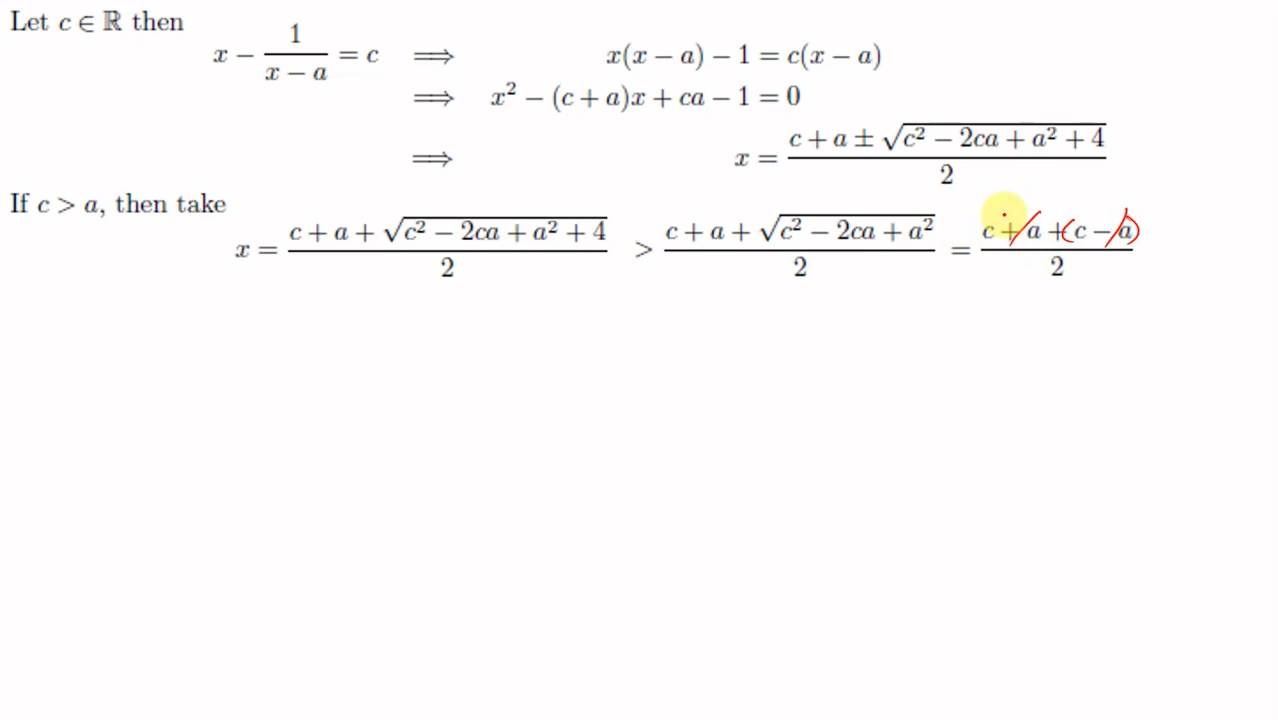 Let c ∈ ℝ then
x − 1/(x − a) = c ⟹ x(x − a) − 1 = c(x − a)
⟹ x² − (c + a)x + ca − 1 = 0
⟹ x = (c + a ± √(c² − 2ca + a² + 4))/2
If c > a, then take
x = (c + a + √(c² − 2ca + a² + 4))/2 > (c + a + √(c² − 2ca + a²))/2 = (c + a + (c − a))/2